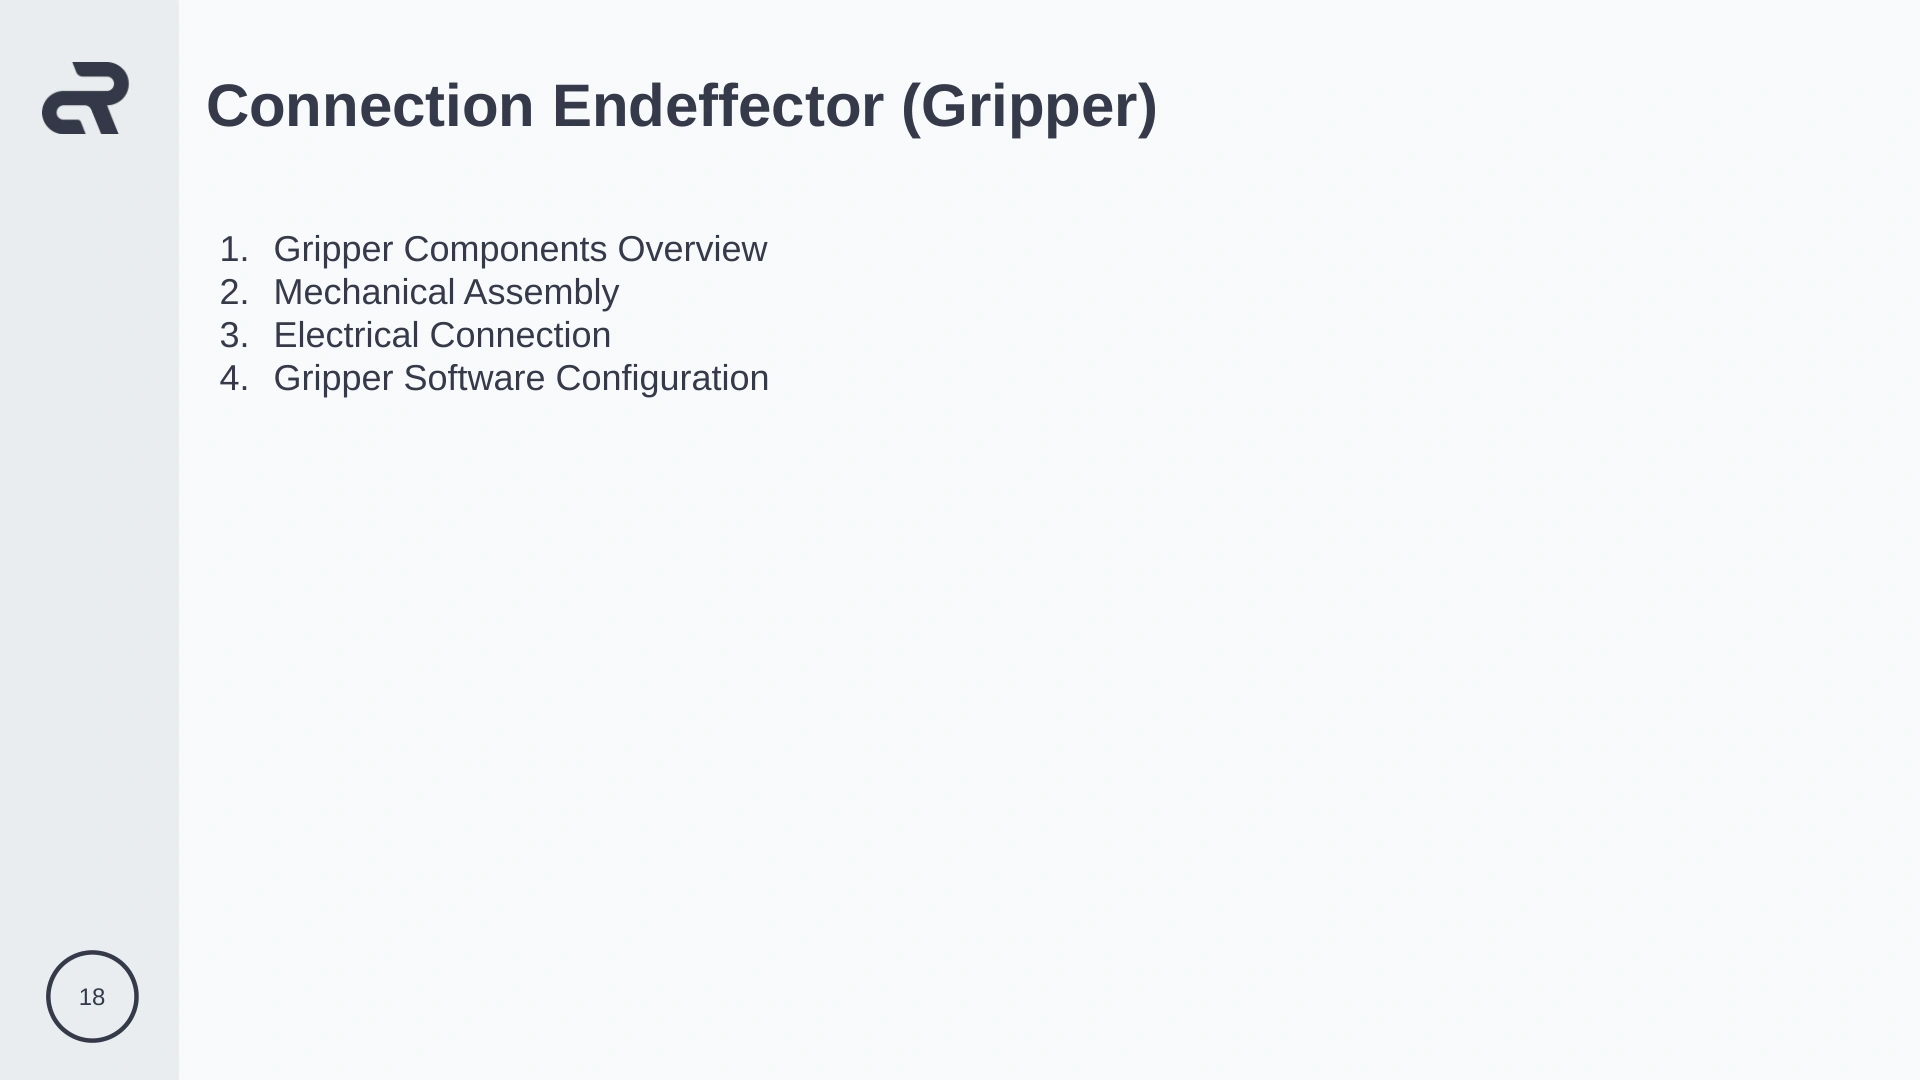 Connection Endeffector (Gripper)
1. Gripper Components Overview
2. Mechanical Assembly
3. Electrical Connection
4. Gripper Software Configuration
18